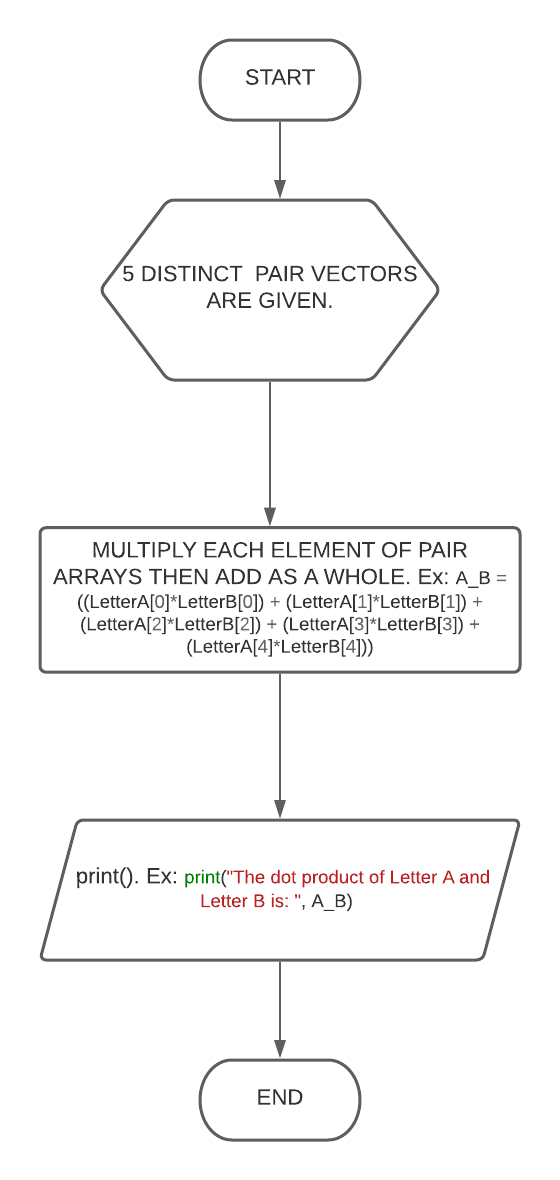 START
5 DISTINCT  PAIR VECTORS
ARE GIVEN.
MULTIPLY EACH ELEMENT OF PAIR
ARRAYS THEN ADD AS A WHOLE. Ex: A_B =
((LetterA[0]*LetterB[0]) + (LetterA[1]*LetterB[1]) +
(LetterA[2]*LetterB[2]) + (LetterA[3]*LetterB[3]) +
(LetterA[4]*LetterB[4]))
print(). Ex: print("The dot product of Letter A and
Letter B is: ", A_B)
END